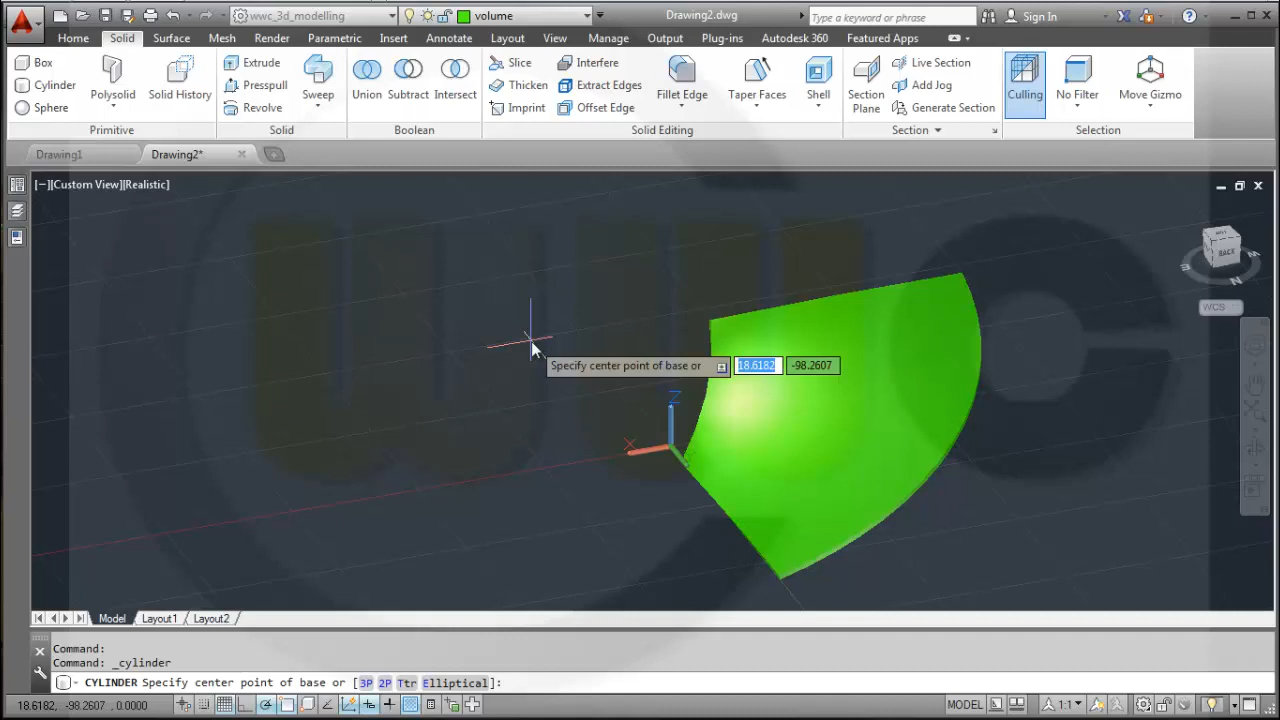 wwc_3d_modelling volume Drawing2.dwg Type a keyword or phrase Sign In
Home Solid Surface Mesh Render Parametric Insert Annotate Layout View Manage Output Plug-ins Autodesk 360 Featured Apps
Box Extrude Slice Interfere Live Section
Cylinder Presspull Thicken Extract Edges Add Jog
Sphere Revolve Imprint Offset Edge Generate Section
Polysolid Solid History Sweep Union Subtract Intersect Fillet Edge Taper Faces Shell Section Plane Culling No Filter Move Gizmo
Primitive Solid Boolean Solid Editing Section Selection
Drawing1 Drawing2*
[−][Custom View][Realistic]
BACK
WCS
Specify center point of base or 18.6182 -98.2607
Z
X
Model Layout1 Layout2
Command:
Command: _cylinder
CYLINDER Specify center point of base or [3P 2P Ttr Elliptical]:
18.6182, -98.2607, 0.0000 MODEL 1:1